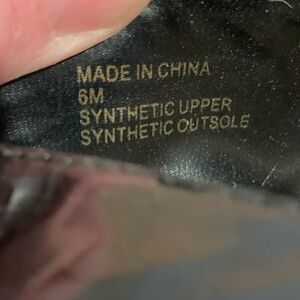 MADE IN CHINA
6M
SYNTHETIC UPPER
SYNTHETIC OUTSOLE